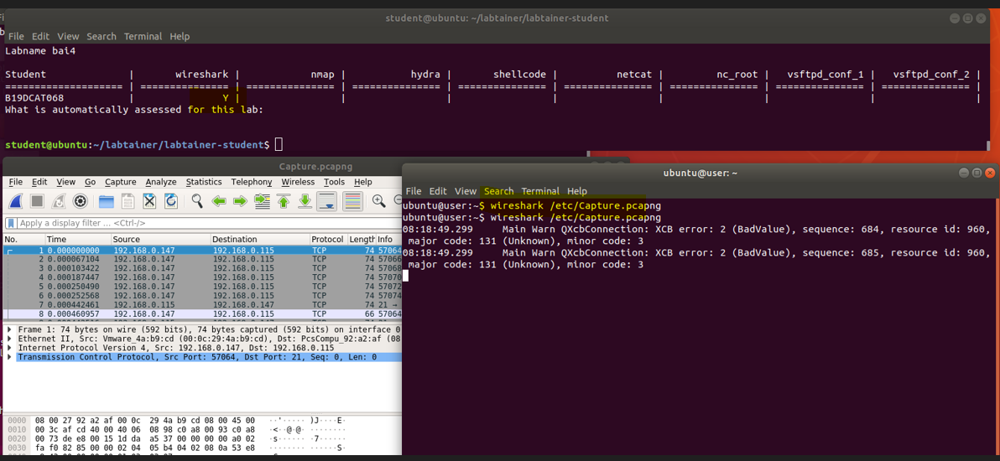 student@ubuntu: ~/labtainer/labtainer-student
File Edit View Search Terminal Help
Labname bai4
Student | wireshark | nmap | hydra | shellcode | netcat | nc_root | vsftpd_conf_1 | vsftpd_conf_2 |
==================== | =============== | =============== | =============== | =============== | =============== | =============== | =============== | =============== |
B19DCAT068 | Y | | | | | | | |
What is automatically assessed for this lab:
student@ubuntu:~/labtainer/labtainer-student$
Capture.pcapng
File Edit View Go Capture Analyze Statistics Telephony Wireless Tools Help
Apply a display filter ... <Ctrl-/>
No. Time Source Destination Protocol Length Info
1 0.000000000 192.168.0.147 192.168.0.115 TCP 74 57064
2 0.000067104 192.168.0.147 192.168.0.115 TCP 74 57066
3 0.000103422 192.168.0.147 192.168.0.115 TCP 74 57068
4 0.000187447 192.168.0.147 192.168.0.115 TCP 74 57070
5 0.000250490 192.168.0.147 192.168.0.115 TCP 74 57072
6 0.000252568 192.168.0.147 192.168.0.115 TCP 74 57074
7 0.000442461 192.168.0.115 192.168.0.147 TCP 74 21 →
8 0.000460957 192.168.0.147 192.168.0.115 TCP 66 57064
Frame 1: 74 bytes on wire (592 bits), 74 bytes captured (592 bits) on interface 0
Ethernet II, Src: Vmware_4a:b9:cd (00:0c:29:4a:b9:cd), Dst: PcsCompu_92:a2:af (08
Internet Protocol Version 4, Src: 192.168.0.147, Dst: 192.168.0.115
Transmission Control Protocol, Src Port: 57064, Dst Port: 21, Seq: 0, Len: 0
0000 08 00 27 92 a2 af 00 0c 29 4a b9 cd 08 00 45 00 ··'····· )J····E·
0010 00 3c af cd 40 00 40 06 08 98 c0 a8 00 93 c0 a8 ·<··@·@· ········
0020 00 73 de e8 00 15 1d da a5 37 00 00 00 00 a0 02 ·s······ ·7······
0030 fa f0 82 85 00 00 02 04 05 b4 04 02 08 0a 53 e8 ········ ······S·
ubuntu@user: ~
File Edit View Search Terminal Help
ubuntu@user:~$ wireshark /etc/Capture.pcapng
ubuntu@user:~$ wireshark /etc/Capture.pcapng
08:18:49.299 Main Warn QXcbConnection: XCB error: 2 (BadValue), sequence: 684, resource id: 960,
major code: 131 (Unknown), minor code: 3
08:18:49.299 Main Warn QXcbConnection: XCB error: 2 (BadValue), sequence: 685, resource id: 960,
major code: 131 (Unknown), minor code: 3